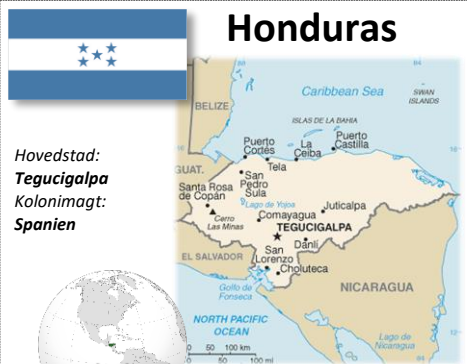 Honduras
Hovedstad:
Tegucigalpa
Kolonimagt:
Spanien
Caribbean Sea
SWAN
ISLANDS
BELIZE
ISLAS DE LA BAHIA
Puerto
Cortés
Tela
La
Ceiba
Puerto
Castilla
GUAT.
San
Pedro
Sula
Santa Rosa
de Copán
Lago de Yojoa
Juticalpa
Cerro
Las Minas
Comayagua
TEGUCIGALPA
Danlí
EL SALVADOR
San
Lorenzo
Choluteca
Golfo de
Fonseca
NICARAGUA
NORTH PACIFIC
OCEAN
Lago de
Nicaragua
0 50 100 km
0 50 100 mi